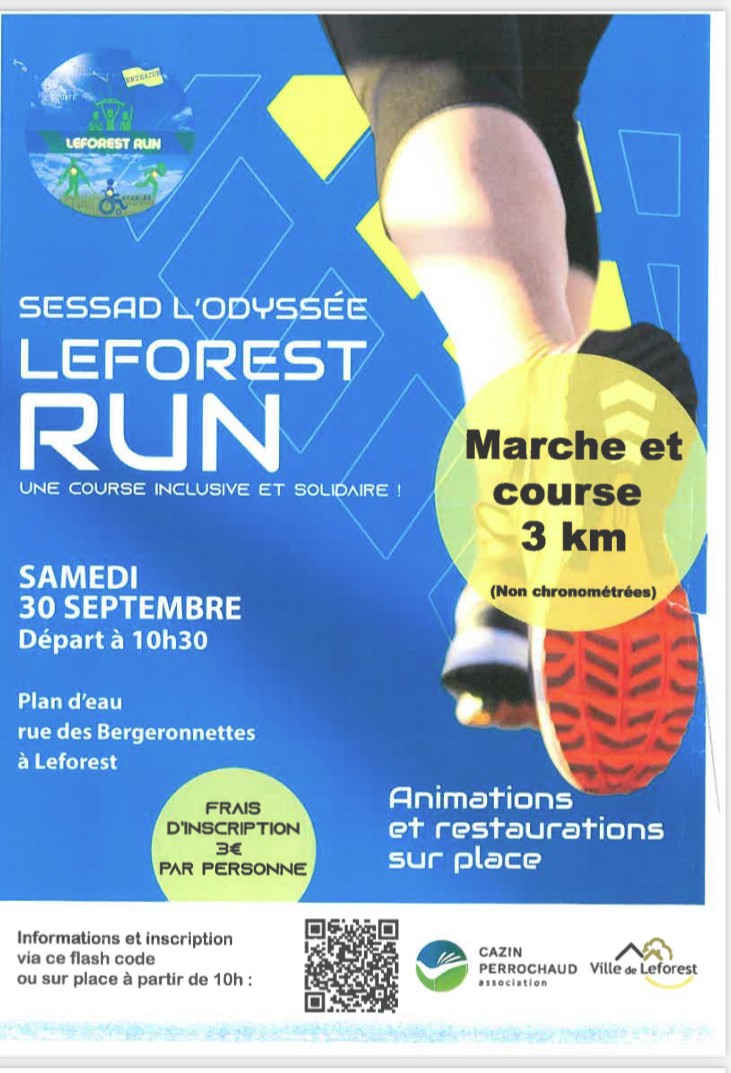 ENTRAIDE
LEFOREST RUN
SESSAD L'ODYSSÉE
LEFOREST
RUN
UNE COURSE INCLUSIVE ET SOLIDAIRE !
Marche et
course
3 km
(Non chronométrées)
SAMEDI
30 SEPTEMBRE
Départ à 10h30
Plan d'eau
rue des Bergeronnettes
à Leforest
FRAIS
D'INSCRIPTION
3€
PAR PERSONNE
Animations
et restaurations
sur place
Informations et inscription
via ce flash code
ou sur place à partir de 10h :
CAZIN
PERROCHAUD
association
Ville de Leforest